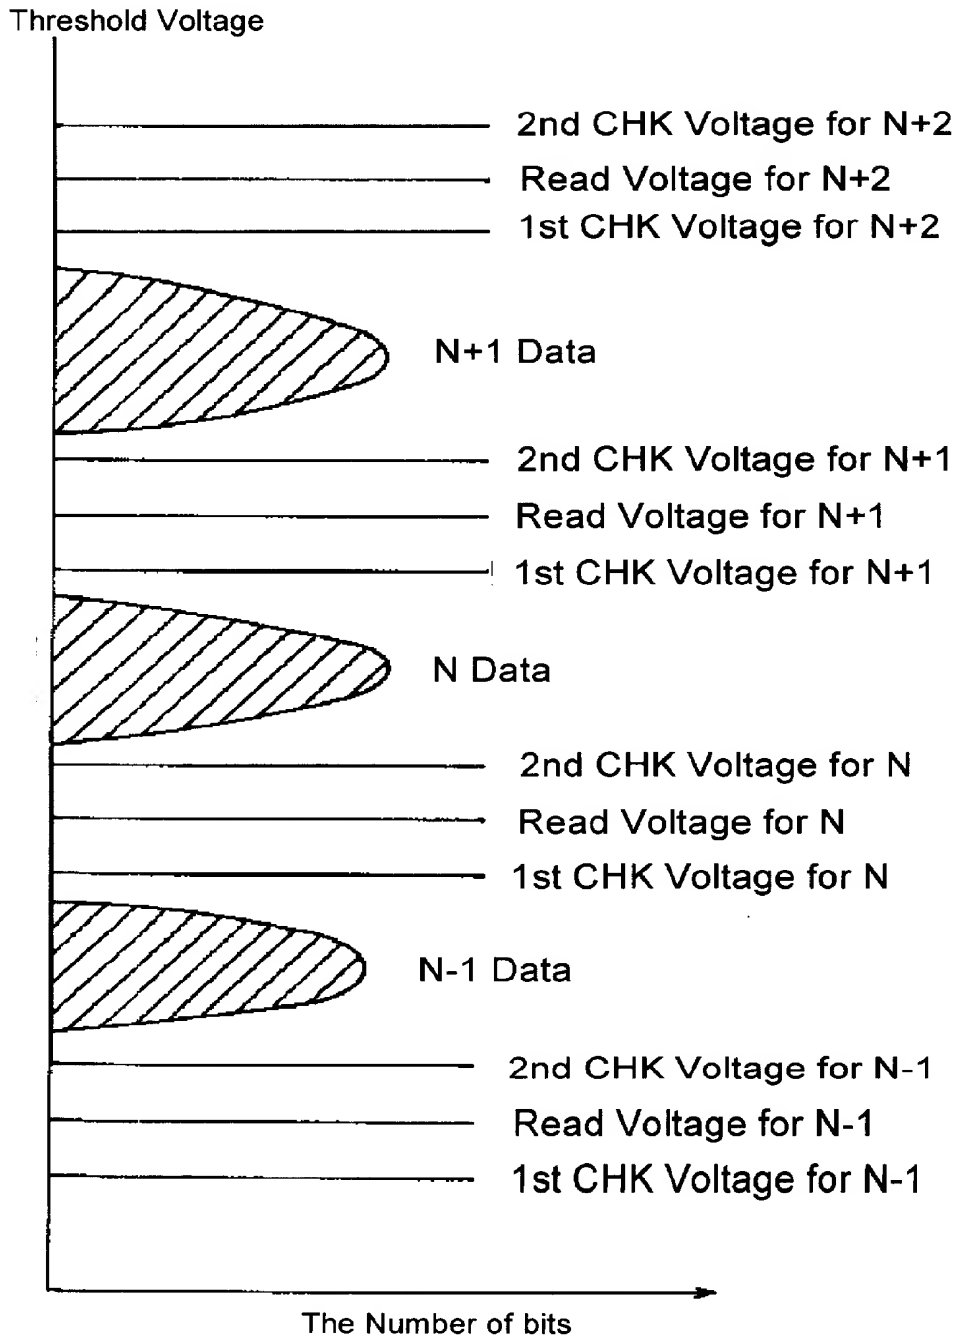 Threshold Voltage
2nd CHK Voltage for N+2
Read Voltage for N+2
1st CHK Voltage for N+2
N+1 Data
2nd CHK Voltage for N+1
Read Voltage for N+1
1st CHK Voltage for N+1
N Data
2nd CHK Voltage for N
Read Voltage for N
1st CHK Voltage for N
N-1 Data
2nd CHK Voltage for N-1
Read Voltage for N-1
1st CHK Voltage for N-1
The Number of bits